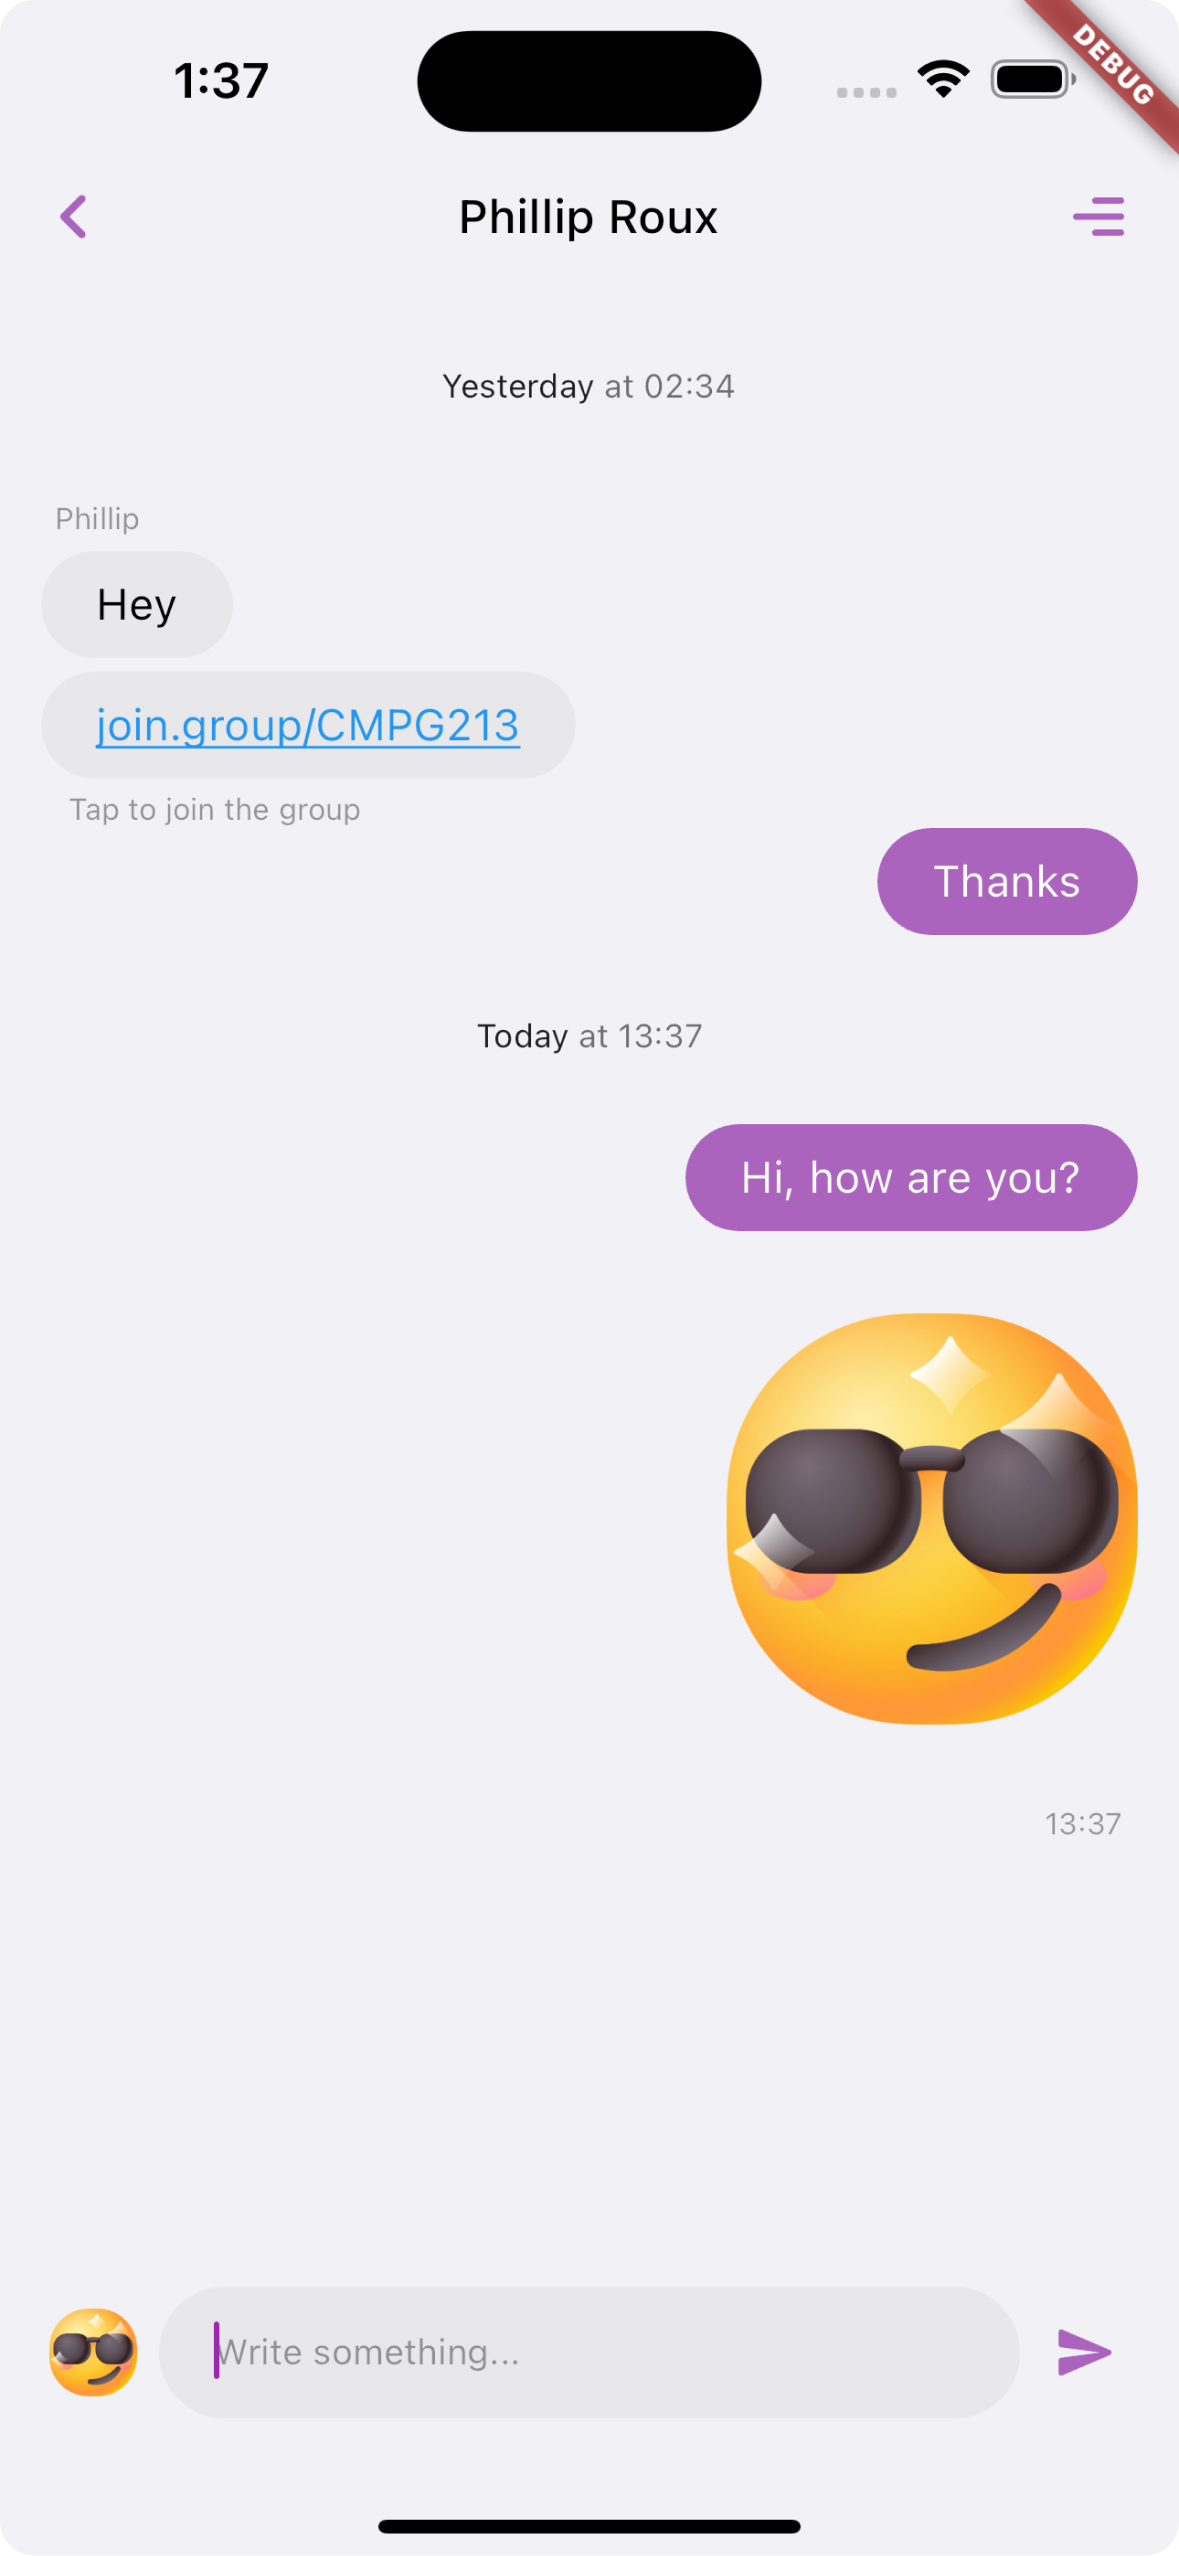 1:37
DEBUG
Phillip Roux
Yesterday at 02:34
Phillip
Hey
join.group/CMPG213
Tap to join the group
Thanks
Today at 13:37
Hi, how are you?
13:37
Write something...